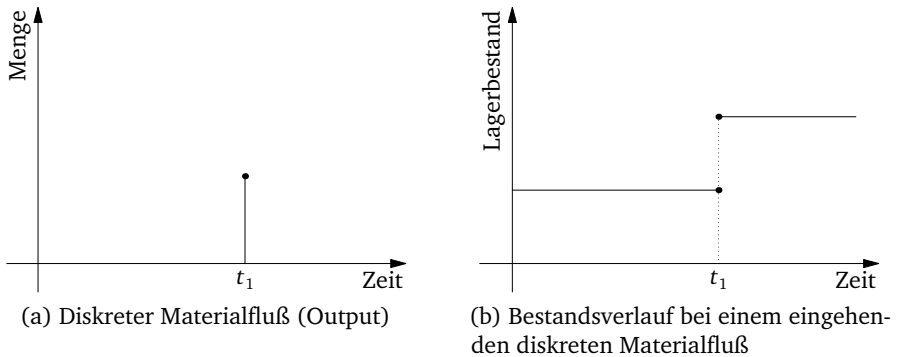 Menge
t1
Zeit
(a) Diskreter Materialfluß (Output)
Lagerbestand
t1
Zeit
(b) Bestandsverlauf bei einem eingehen-
den diskreten Materialfluß